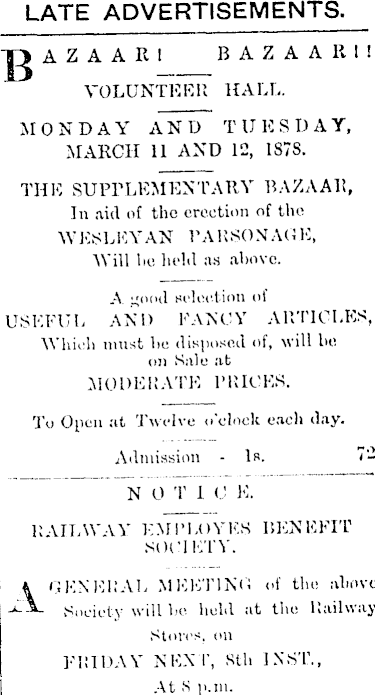 LATE ADVERTISEMENTS.
BAZAAR! BAZAAR!!
VOLUNTEER HALL.
MONDAY AND TUESDAY,
MARCH 11 AND 12, 1878.
THE SUPPLEMENTARY BAZAAR,
In aid of the erection of the
WESLEYAN PARSONAGE,
Will be held as above.
A good selection of
USEFUL AND FANCY ARTICLES,
Which must be disposed of, will be
on Sale at
MODERATE PRICES.
To Open at Twelve o'clock each day.
Admission - 1s. 72
NOTICE.
RAILWAY EMPLOYES BENEFIT
SOCIETY.
A GENERAL MEETING of the above
Society will be held at the Railway
Stores, on
FRIDAY NEXT, 8th INST.,
At 8 p.m.